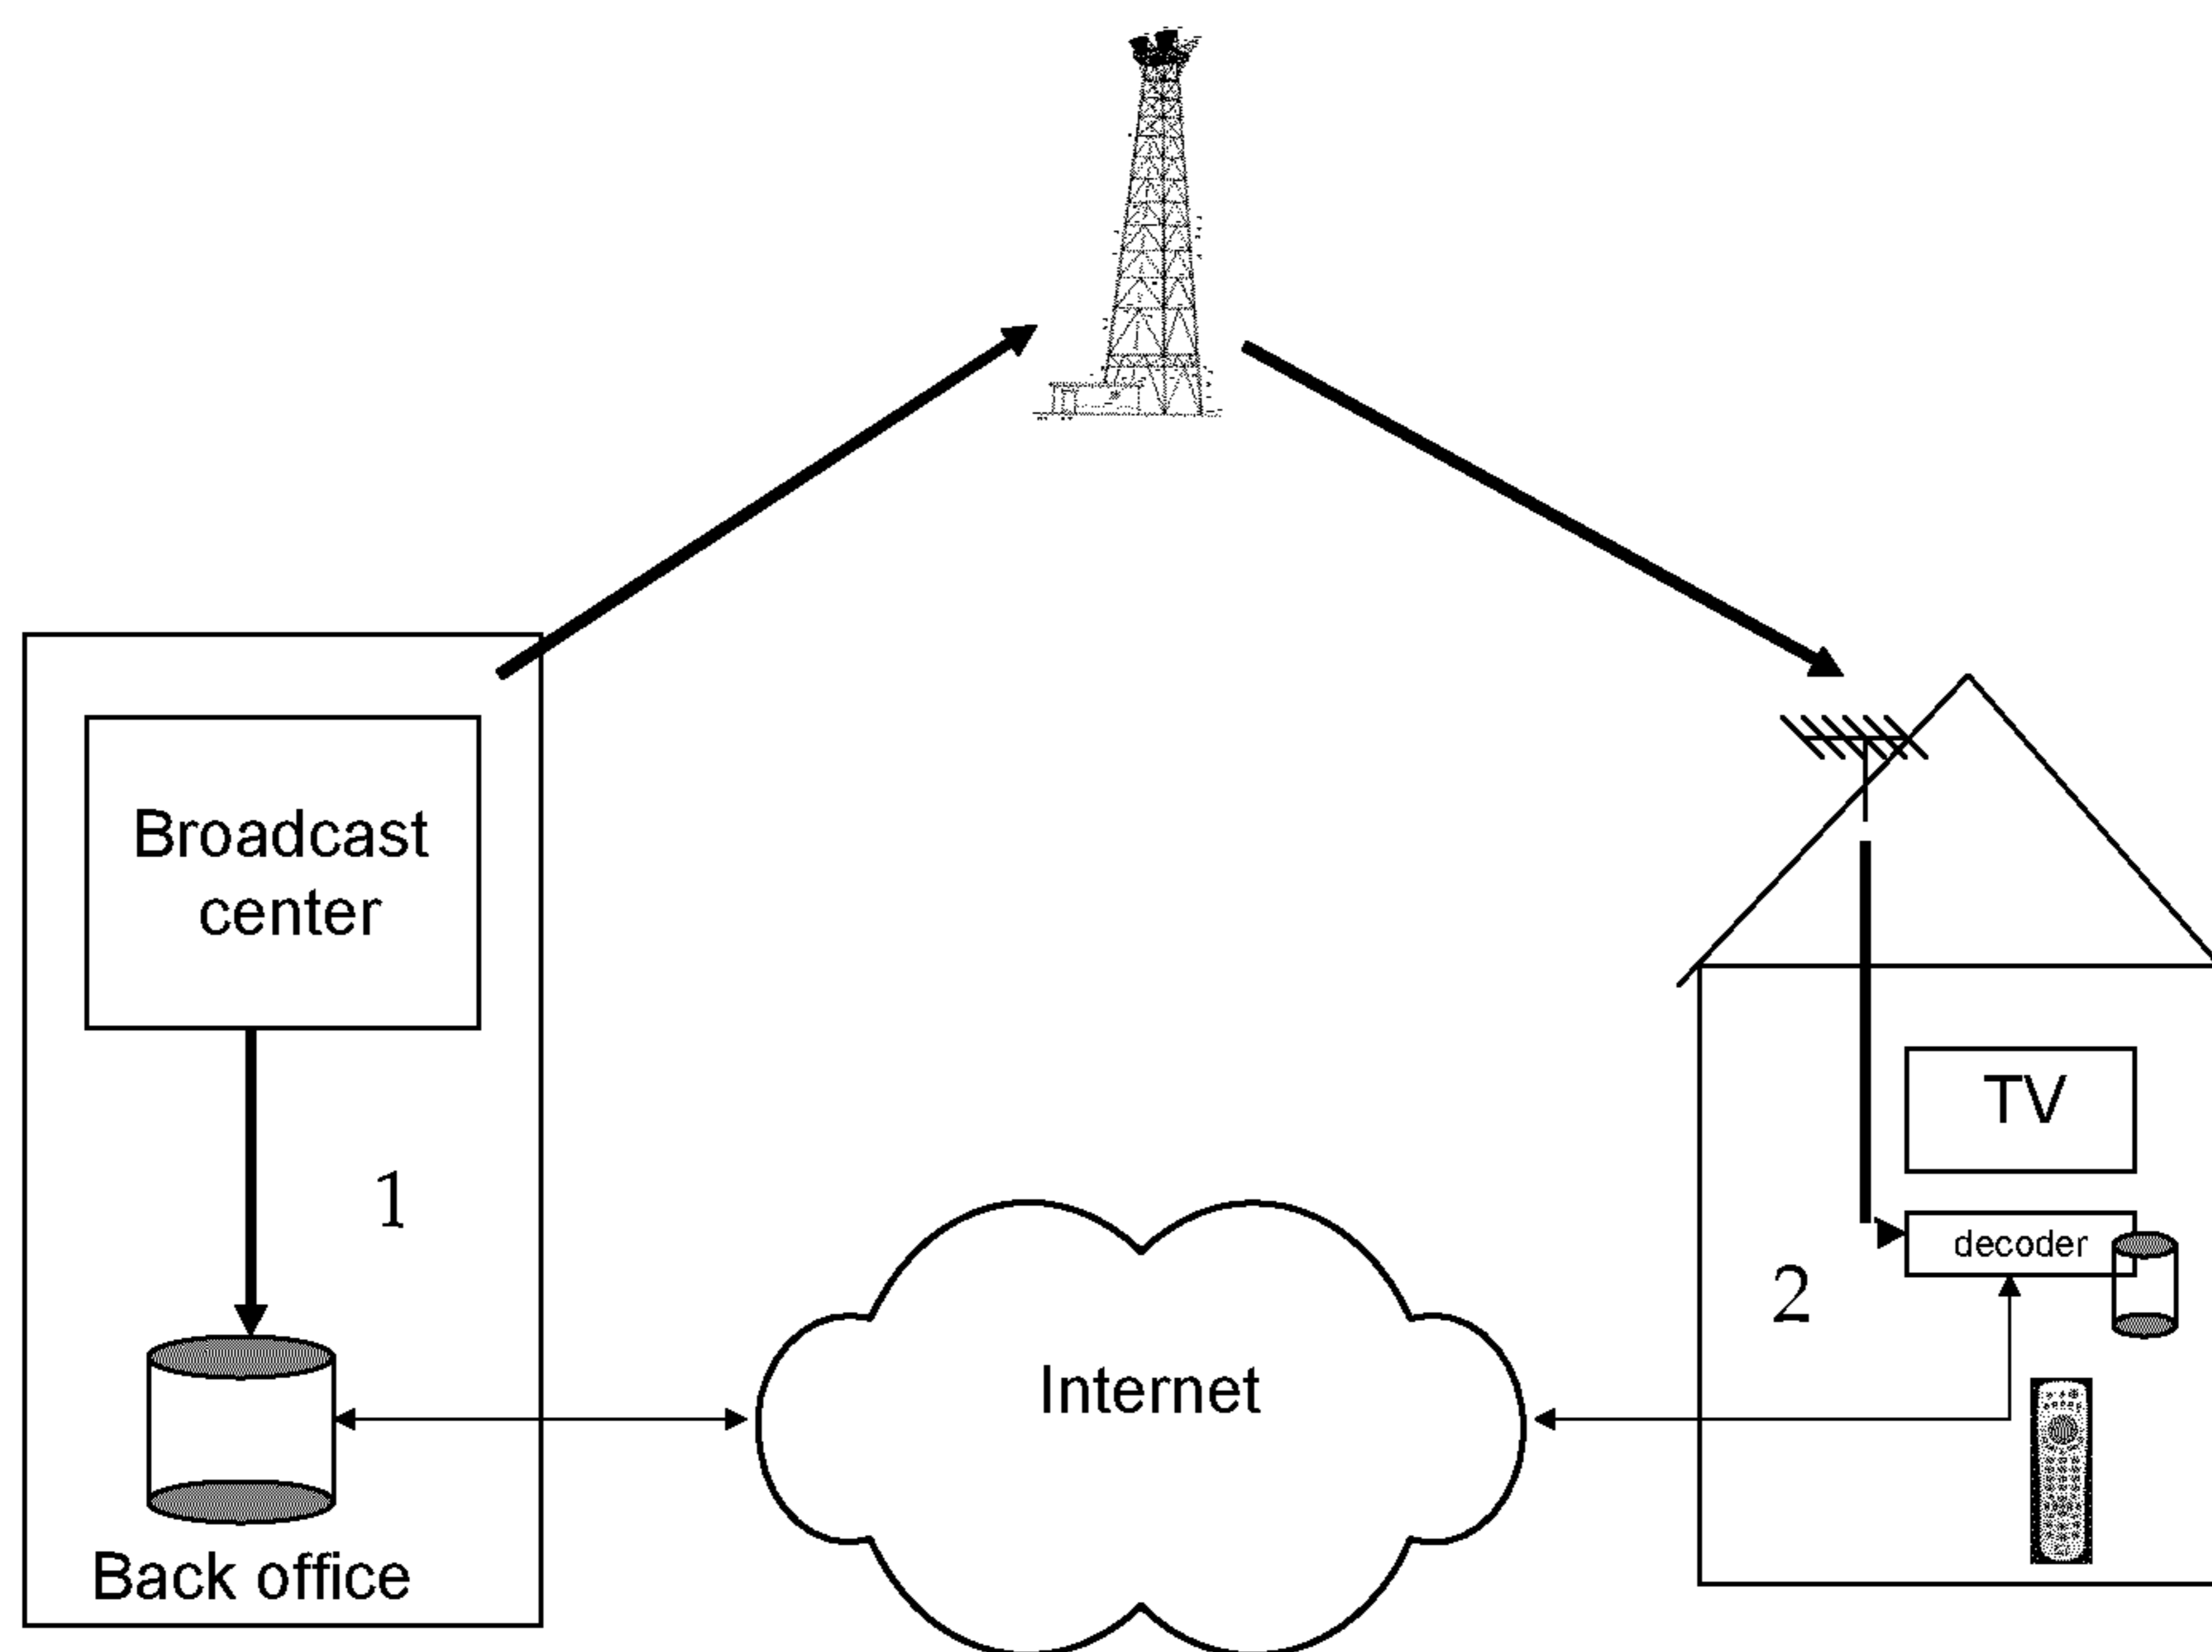 Broadcast
center
1
Back office
Internet
TV
decoder
2